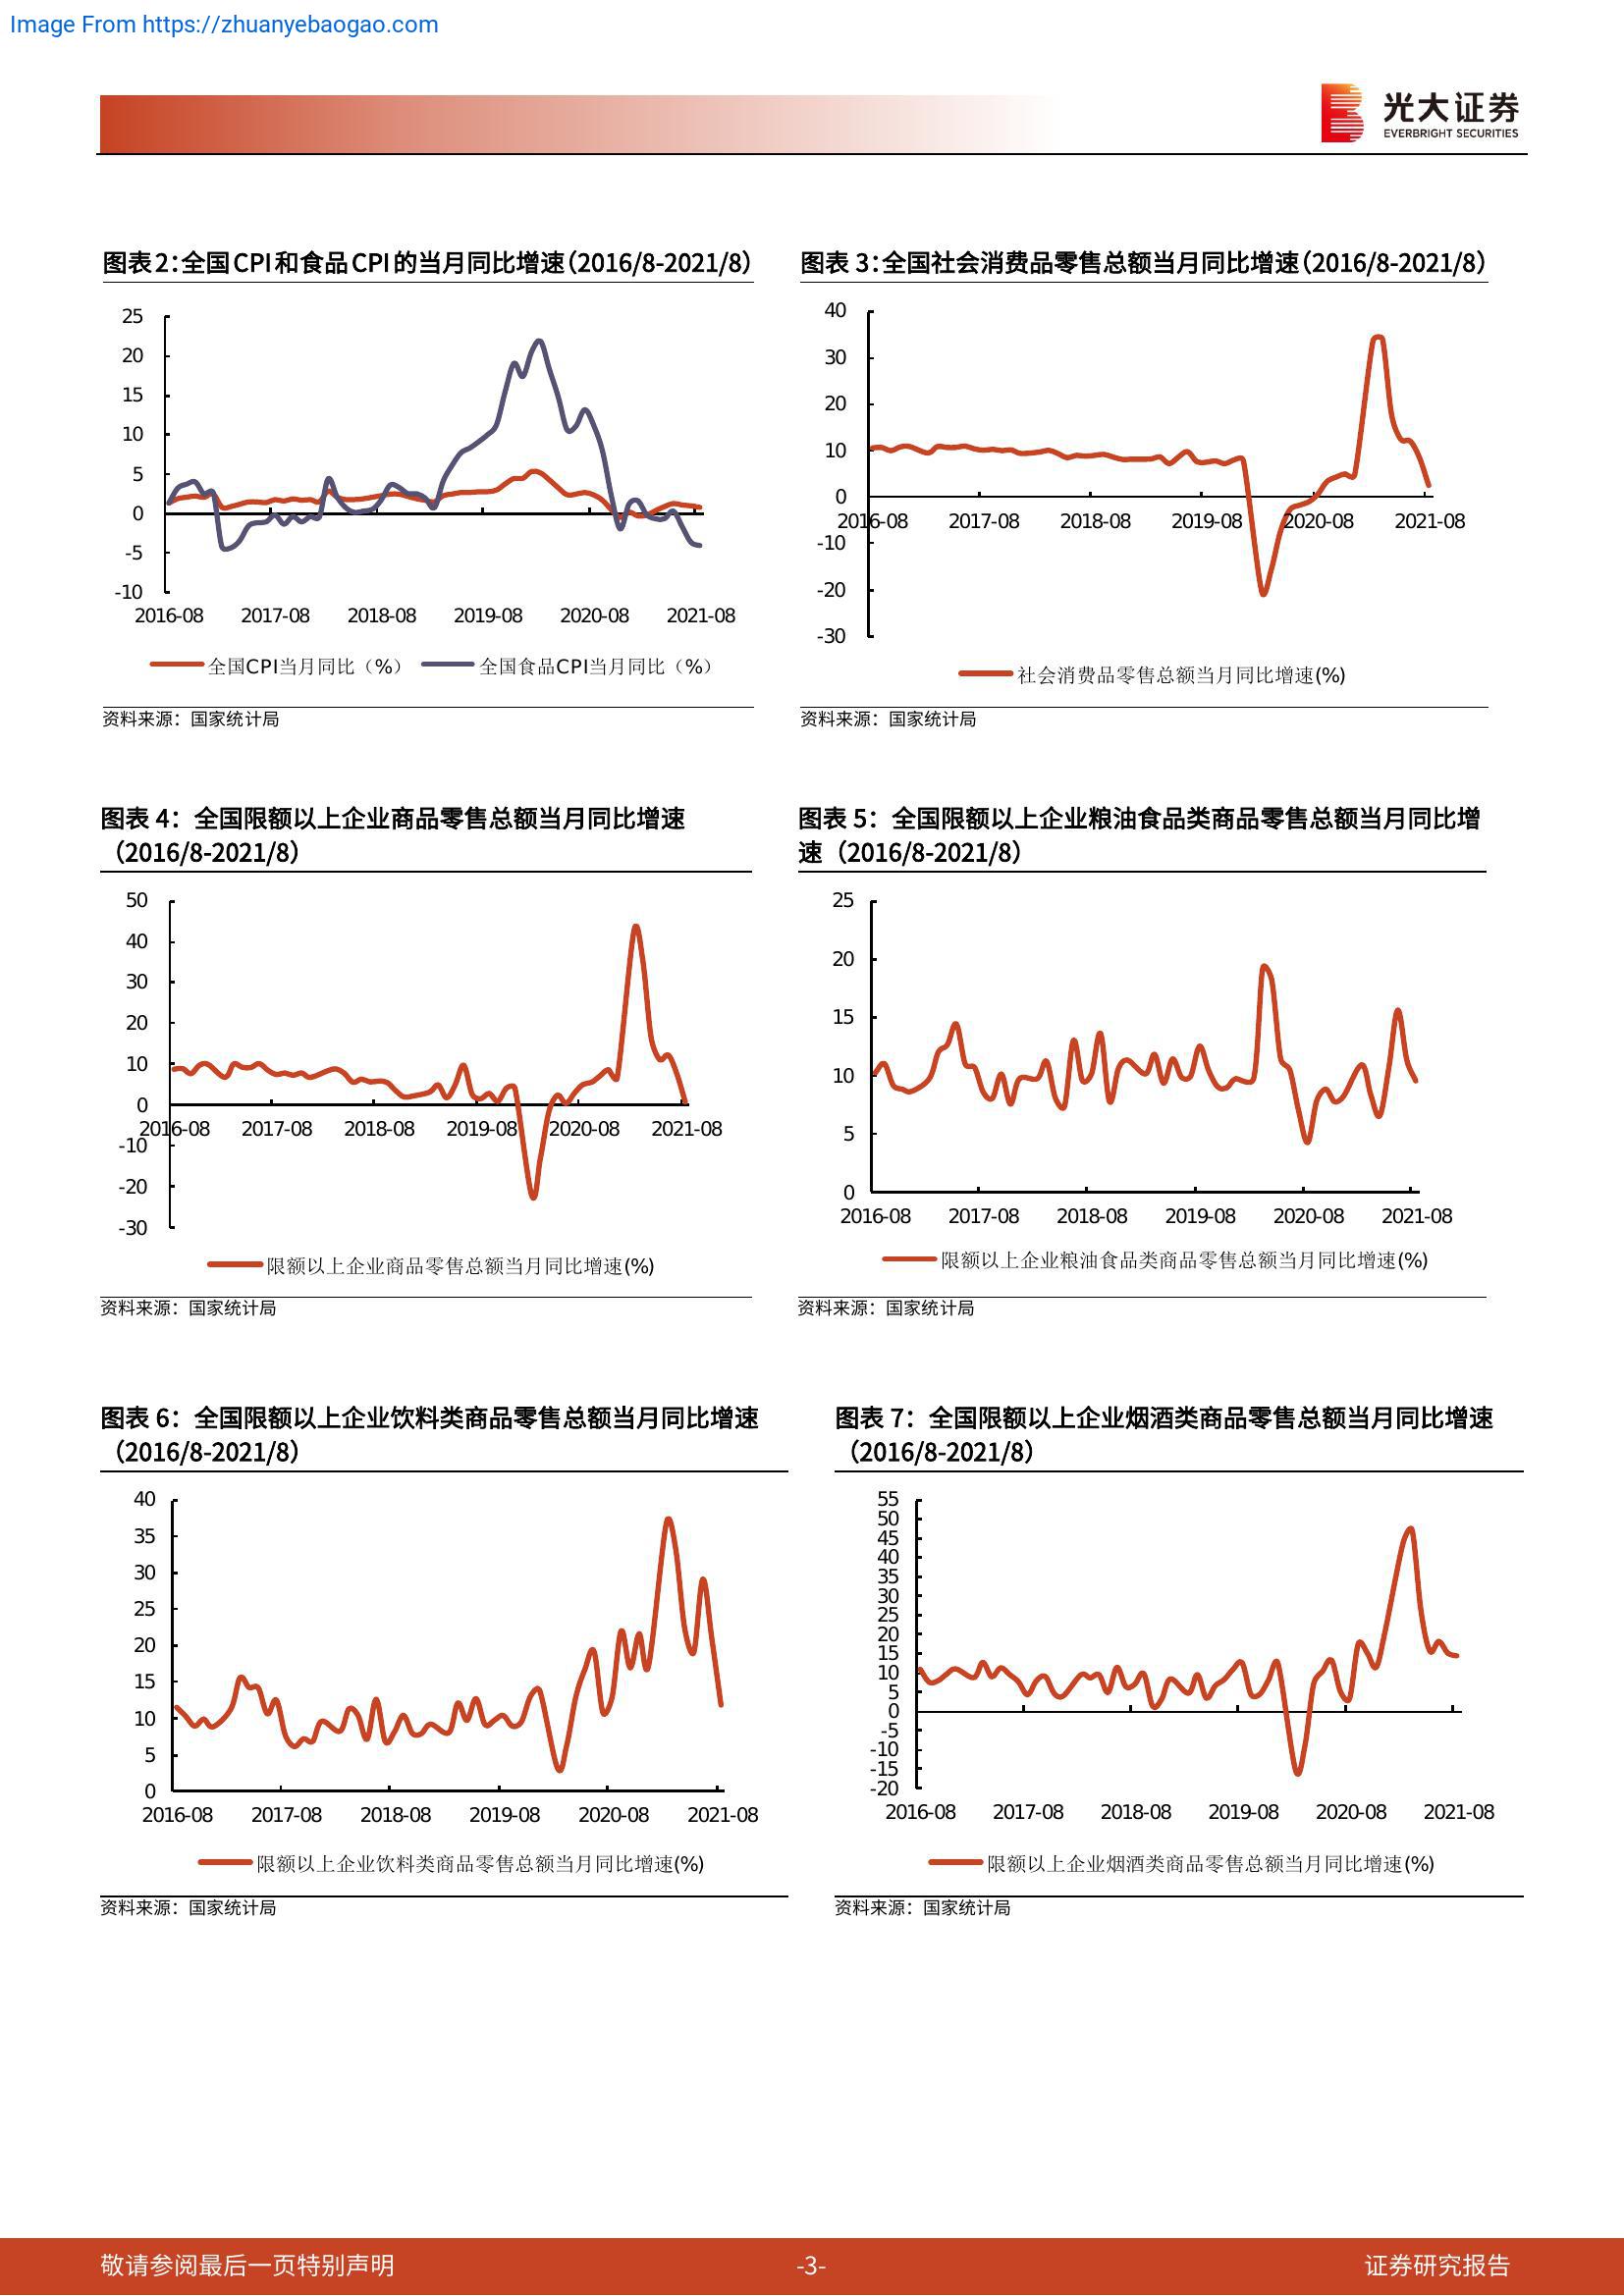 Image From https://zhuanyebaogao.com
光大证券
EVERBRIGHT SECURITIES
图表2：全国CPI和食品CPI的当月同比增速（2016/8-2021/8）
25
20
15
10
5
0
-5
-10
2016-08 2017-08 2018-08 2019-08 2020-08 2021-08
全国CPI当月同比（%） 全国食品CPI当月同比（%）
资料来源：国家统计局
图表 3：全国社会消费品零售总额当月同比增速（2016/8-2021/8）
40
30
20
10
0
2016-08 2017-08 2018-08 2019-08 2020-08 2021-08
-10
-20
-30
社会消费品零售总额当月同比增速(%)
资料来源：国家统计局
图表 4：全国限额以上企业商品零售总额当月同比增速
（2016/8-2021/8）
50
40
30
20
10
0
2016-08 2017-08 2018-08 2019-08 2020-08 2021-08
-10
-20
-30
限额以上企业商品零售总额当月同比增速(%)
资料来源：国家统计局
图表 5：全国限额以上企业粮油食品类商品零售总额当月同比增
速（2016/8-2021/8）
25
20
15
10
5
0
2016-08 2017-08 2018-08 2019-08 2020-08 2021-08
限额以上企业粮油食品类商品零售总额当月同比增速(%)
资料来源：国家统计局
图表 6：全国限额以上企业饮料类商品零售总额当月同比增速
（2016/8-2021/8）
40
35
30
25
20
15
10
5
0
2016-08 2017-08 2018-08 2019-08 2020-08 2021-08
限额以上企业饮料类商品零售总额当月同比增速(%)
资料来源：国家统计局
图表 7：全国限额以上企业烟酒类商品零售总额当月同比增速
（2016/8-2021/8）
55
50
45
40
35
30
25
20
15
10
5
0
-5
-10
-15
-20
2016-08 2017-08 2018-08 2019-08 2020-08 2021-08
限额以上企业烟酒类商品零售总额当月同比增速(%)
资料来源：国家统计局
敬请参阅最后一页特别声明 -3- 证券研究报告